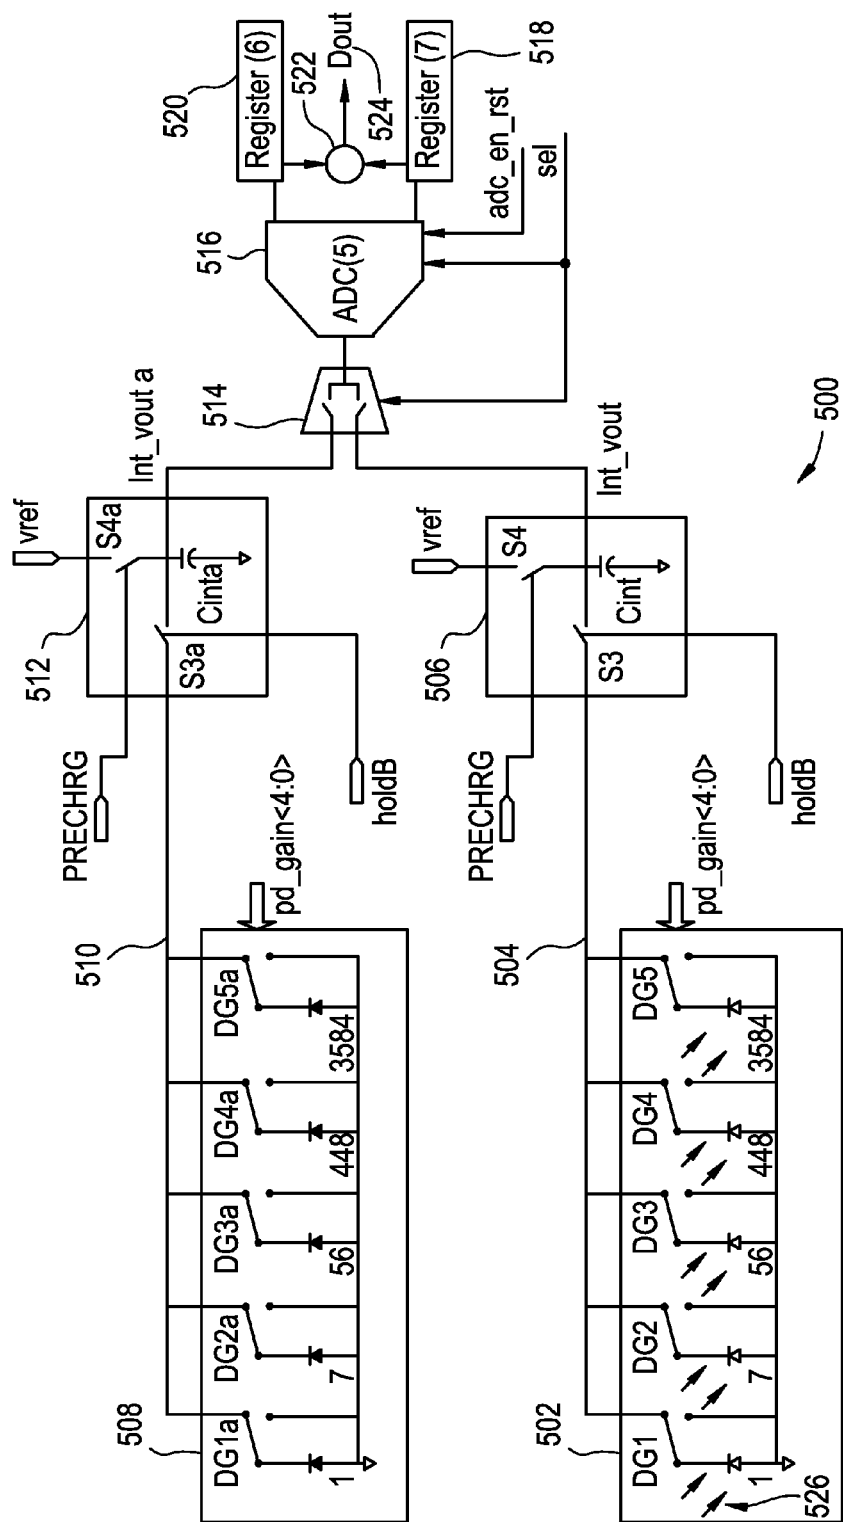 508
DG1a
DG2a
DG3a
DG4a
DG5a
1
7
56
448
3584
510
pd_gain<4:0>
PRECHRG
holdB
512
S3a
S4a
Cinta
vref
Int_vout a
514
516
ADC(5)
520
Register (6)
522
Dout
524
Register (7)
518
adc_en_rst
sel
502
DG1
DG2
DG3
DG4
DG5
1
7
56
448
3584
526
504
pd_gain<4:0>
PRECHRG
holdB
506
S3
S4
Cint
vref
Int_vout
500